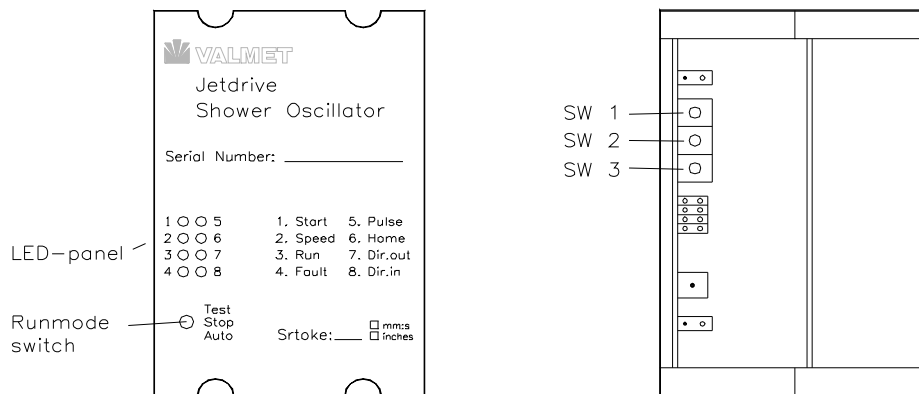 VALMET
Jetdrive
Shower Oscillator
Serial Number:
1 5 1. Start 5. Pulse
2 6 2. Speed 6. Home
3 7 3. Run 7. Dir.out
4 8 4. Fault 8. Dir.in
LED-panel
Test
Stop
Auto
Runmode
switch
Srtoke: mm:s
inches
SW 1
SW 2
SW 3